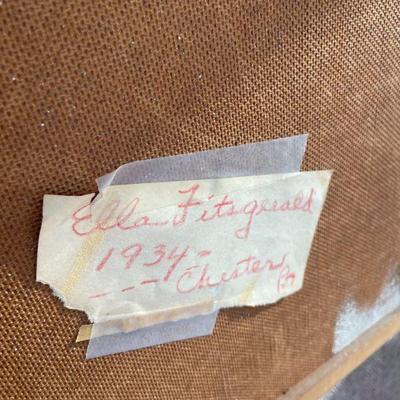 Ella Fitsgerald
1934 -
--- Chester, Pa